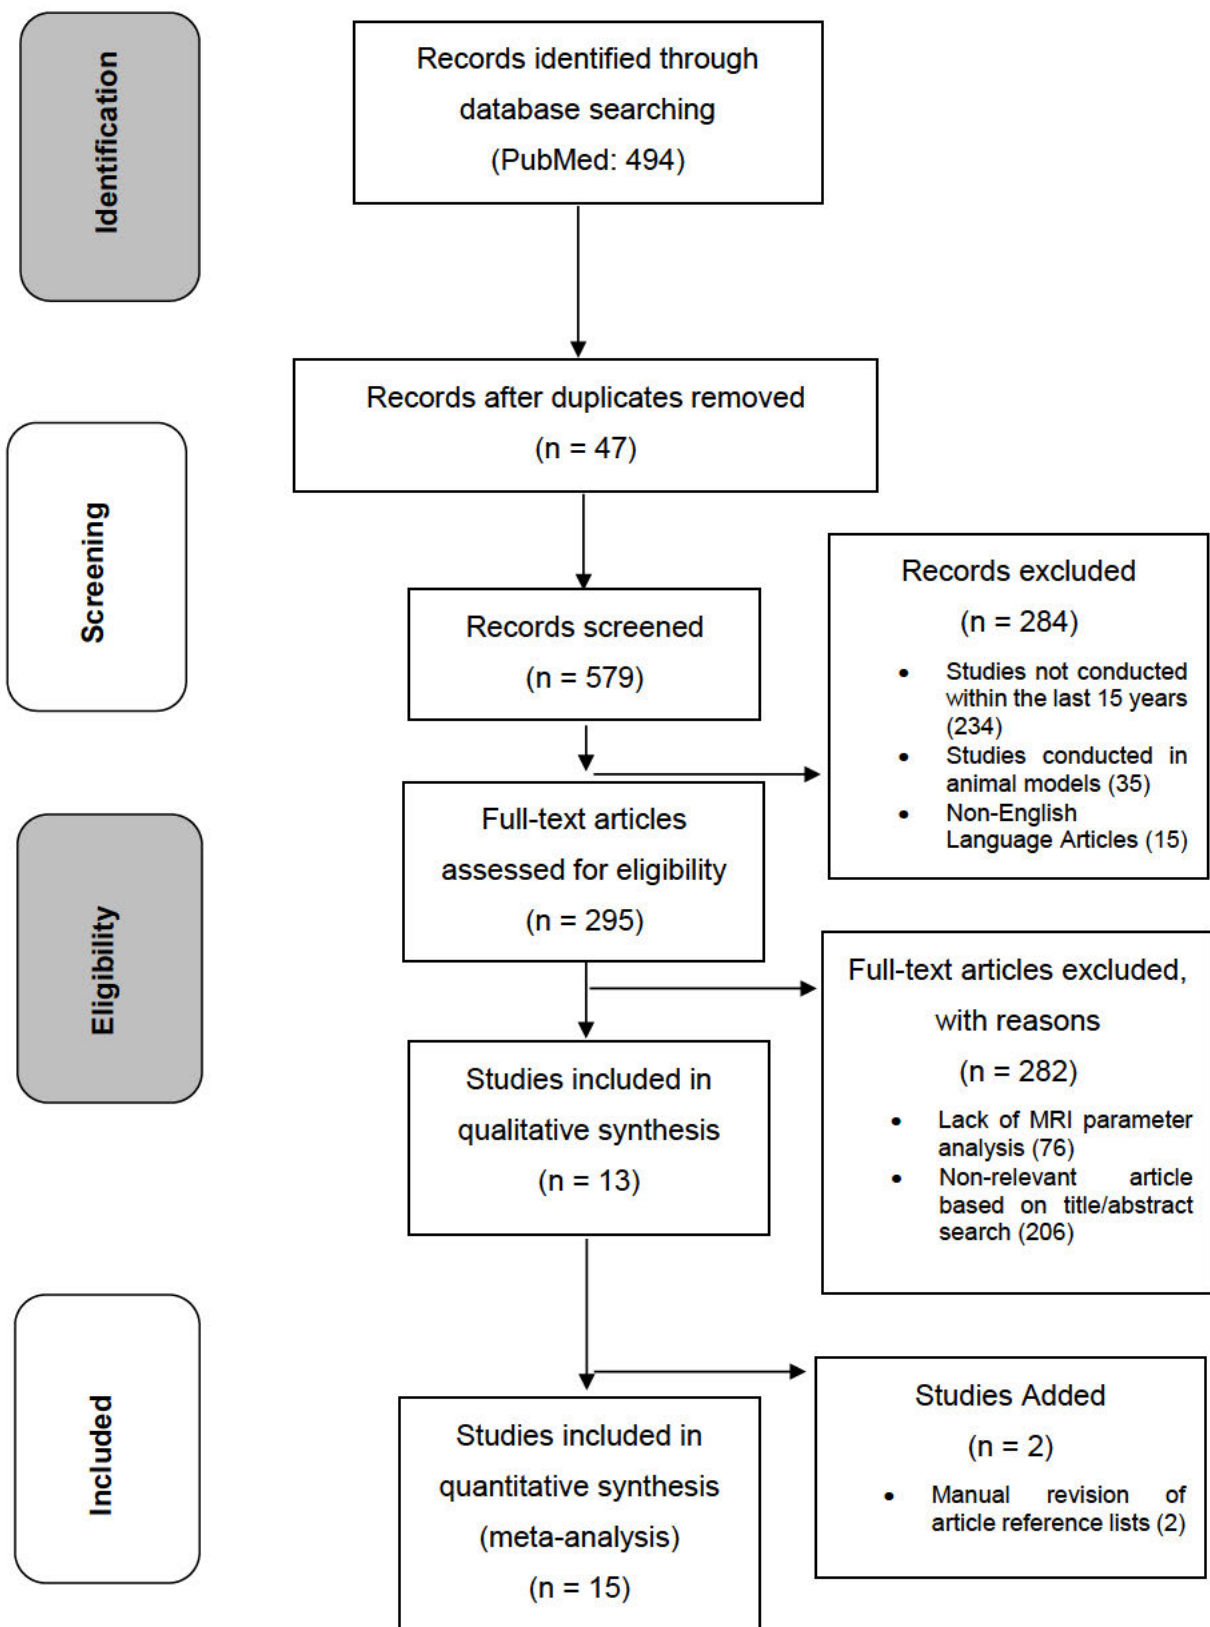 Identification
Records identified through
database searching
(PubMed: 494)
Records after duplicates removed
(n = 47)
Screening
Records screened
(n = 579)
Records excluded
(n = 284)
• Studies not conducted
within the last 15 years
(234)
• Studies conducted in
animal models (35)
• Non-English
Language Articles (15)
Eligibility
Full-text articles
assessed for eligibility
(n = 295)
Full-text articles excluded,
with reasons
(n = 282)
• Lack of MRI parameter
analysis (76)
• Non-relevant article
based on title/abstract
search (206)
Studies included in
qualitative synthesis
(n = 13)
Included
Studies Added
(n = 2)
• Manual revision of
article reference lists (2)
Studies included in
quantitative synthesis
(meta-analysis)
(n = 15)